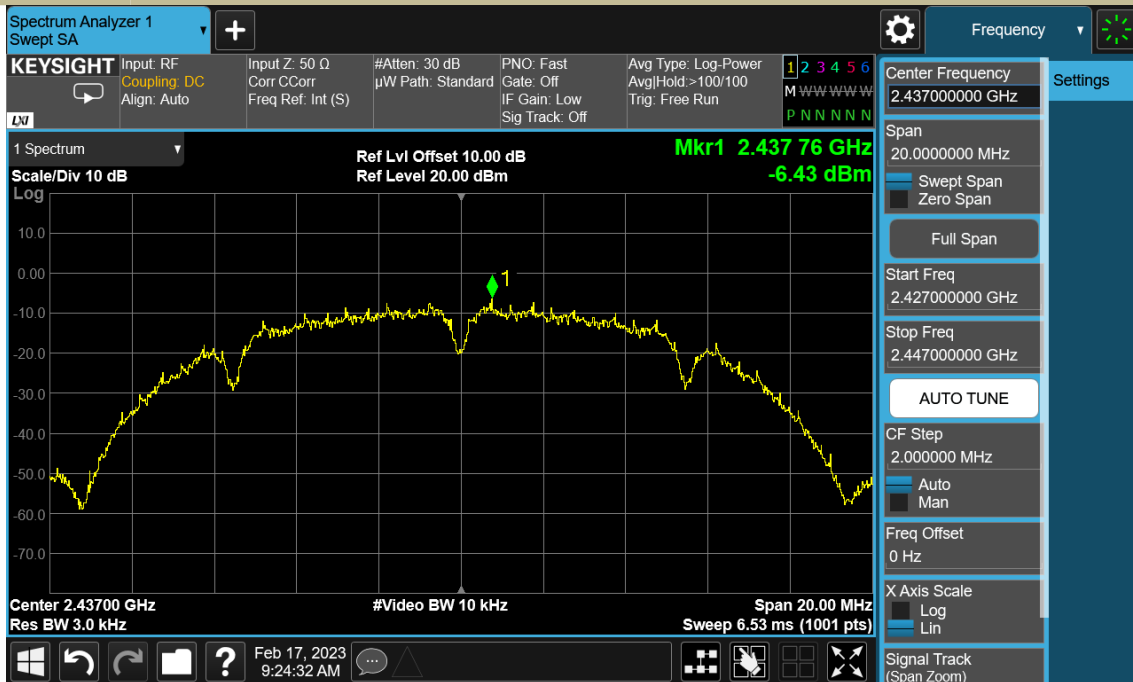 Spectrum Analyzer 1
Swept SA
Frequency
KEYSIGHT
LXI
Input: RF
Coupling: DC
Align: Auto
Input Z: 50 Ω
Corr CCorr
Freq Ref: Int (S)
#Atten: 30 dB
µW Path: Standard
PNO: Fast
Gate: Off
IF Gain: Low
Sig Track: Off
Avg Type: Log-Power
Avg|Hold:>100/100
Trig: Free Run
1 2 3 4 5 6
M W W W W W
P N N N N N
1 Spectrum
Scale/Div 10 dB
Log
Ref Lvl Offset 10.00 dB
Ref Level 20.00 dBm
Mkr1 2.437 76 GHz
-6.43 dBm
10.0
0.00
-10.0
-20.0
-30.0
-40.0
-50.0
-60.0
-70.0
1
Center 2.43700 GHz
#Video BW 10 kHz
Span 20.00 MHz
Res BW 3.0 kHz
Sweep 6.53 ms (1001 pts)
?
Feb 17, 2023
9:24:32 AM
Center Frequency
2.437000000 GHz
Span
20.0000000 MHz
Swept Span
Zero Span
Full Span
Start Freq
2.427000000 GHz
Stop Freq
2.447000000 GHz
AUTO TUNE
CF Step
2.000000 MHz
Auto
Man
Freq Offset
0 Hz
X Axis Scale
Log
Lin
Signal Track
(Span Zoom)
Settings